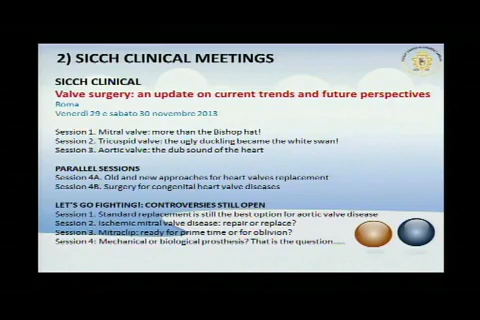 2) SICCH CLINICAL MEETINGS
SICCH CLINICAL
Valve surgery: an update on current trends and future perspectives
Roma
Venerdì 29 e sabato 30 novembre 2013
Session 1. Mitral valve: more than the Bishop hat!
Session 2. Tricuspid valve: the ugly duckling became the white swan!
Session 3. Aortic valve: the dub sound of the heart
PARALLEL SESSIONS
Session 4A. Old and new approaches for heart valves replacement
Session 4B. Surgery for congenital heart valve diseases
LET'S GO FIGHTING!: CONTROVERSIES STILL OPEN
Session 1. Standard replacement is still the best option for aortic valve disease
Session 2. Ischemic mitral valve disease: repair or replace?
Session 3. Mitraclip: ready for prime time or for oblivion?
Session 4: Mechanical or biological prosthesis? That is the question....